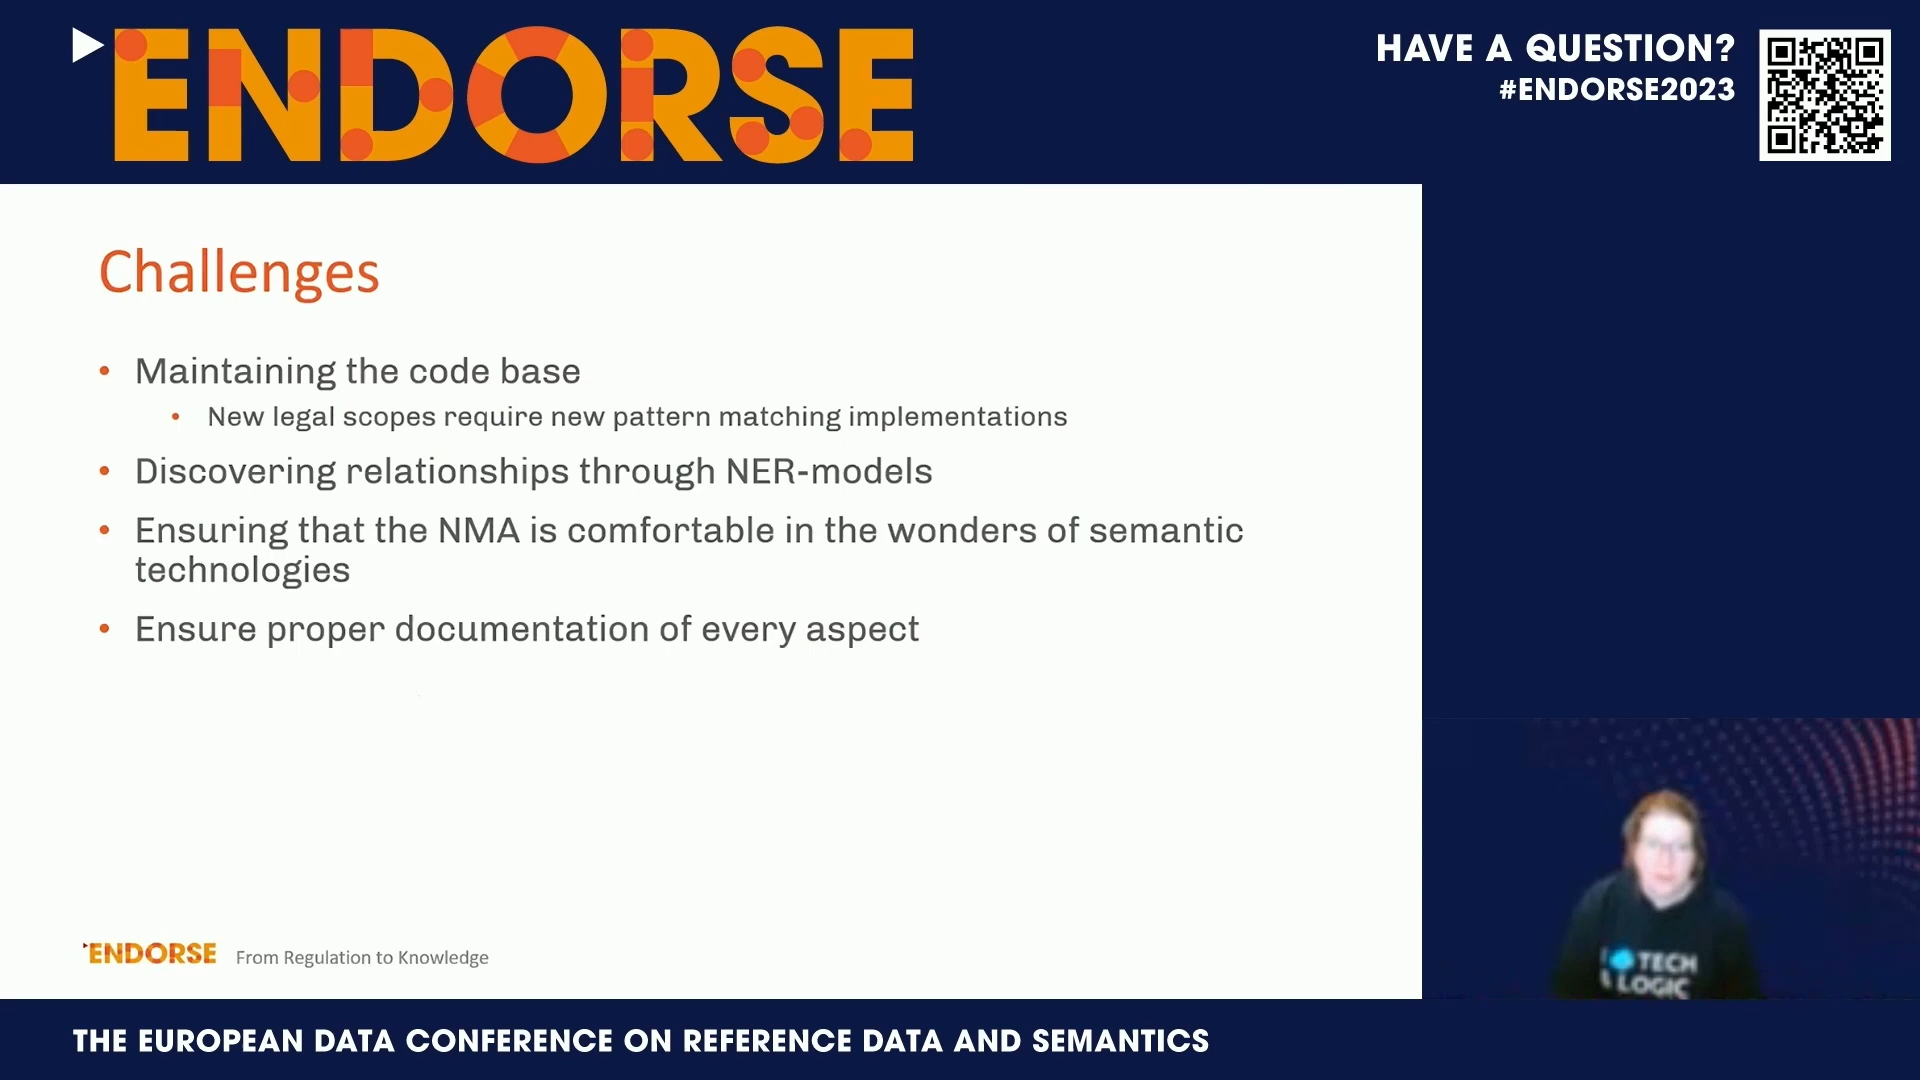 ENDORSE
HAVE A QUESTION?
#ENDORSE2023
Challenges
• Maintaining the code base
• New legal scopes require new pattern matching implementations
• Discovering relationships through NER-models
• Ensuring that the NMA is comfortable in the wonders of semantic
technologies
• Ensure proper documentation of every aspect
ENDORSE From Regulation to Knowledge
TECH
LOGIC
THE EUROPEAN DATA CONFERENCE ON REFERENCE DATA AND SEMANTICS